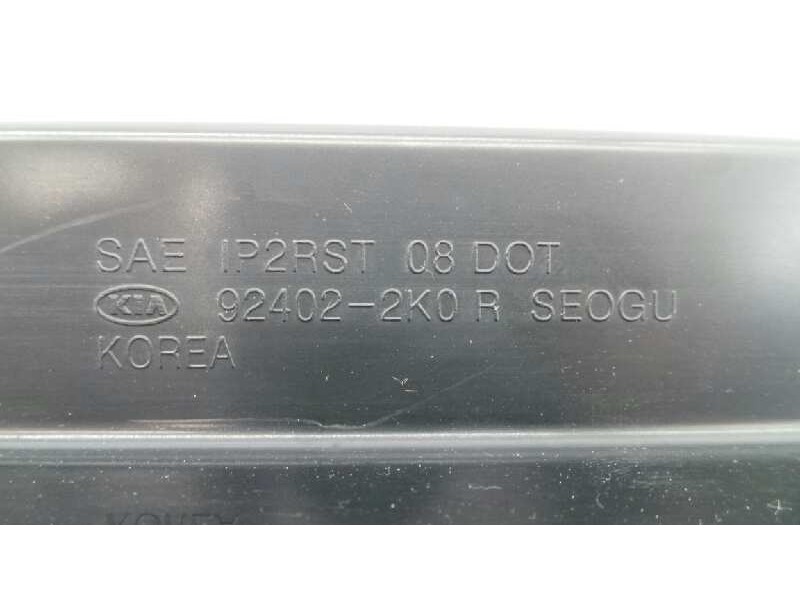 SAE IP2RST 08 DOT
KIA 92402-2K0 R SEOGU
KOREA